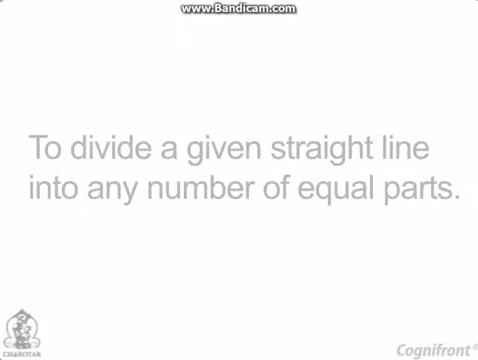 www.Bandicam.com
To divide a given straight line
into any number of equal parts.
CHAROTAR
Cognifront®